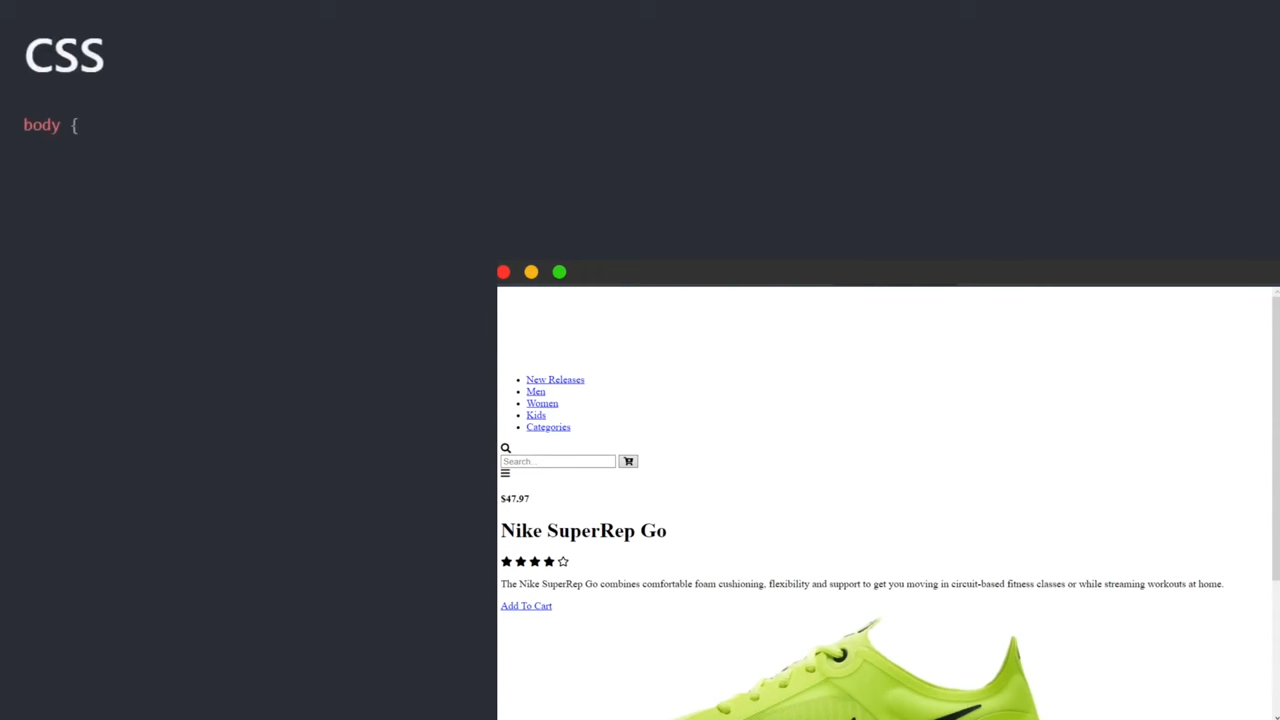 CSS
body {
New Releases
Men
Women
Kids
Categories
Search...
$47.97
Nike SuperRep Go
The Nike SuperRep Go combines comfortable foam cushioning, flexibility and support to get you moving in circuit-based fitness classes or while streaming workouts at home.
Add To Cart